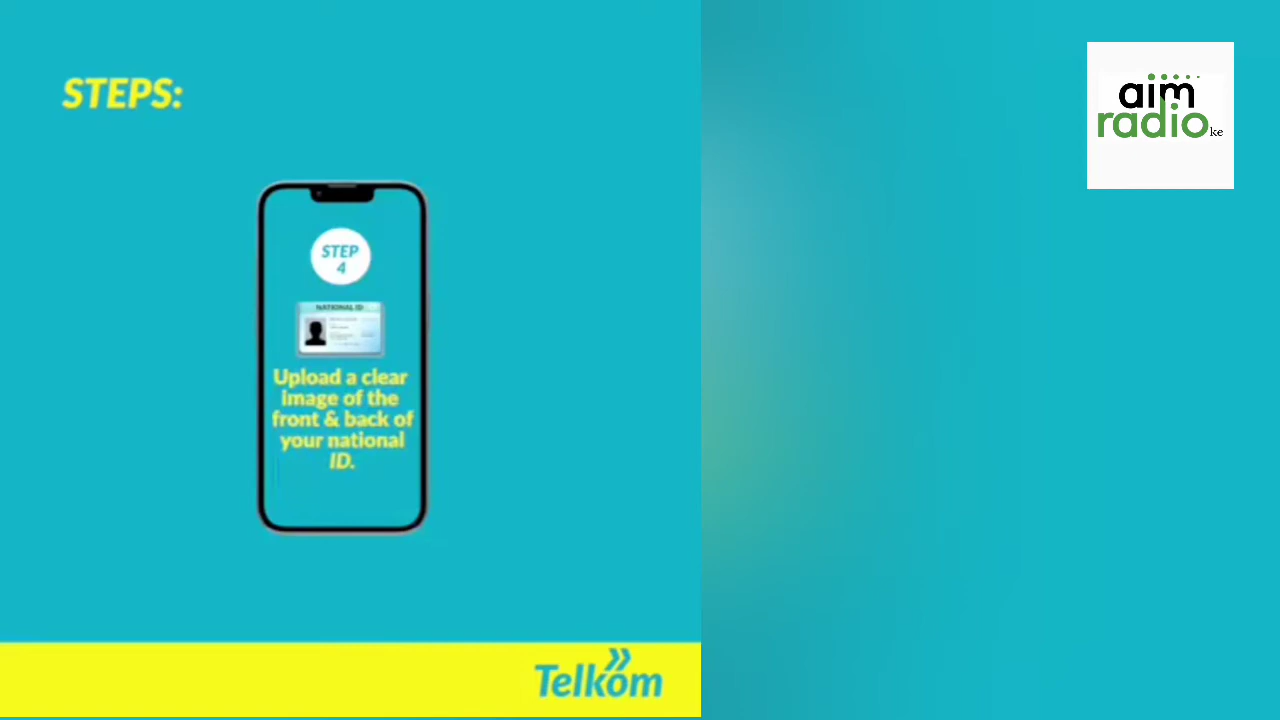 STEPS:
aim
radio
ke
STEP
4
NATIONAL ID
Upload a clear
image of the
front & back of
your national
ID.
Telkom